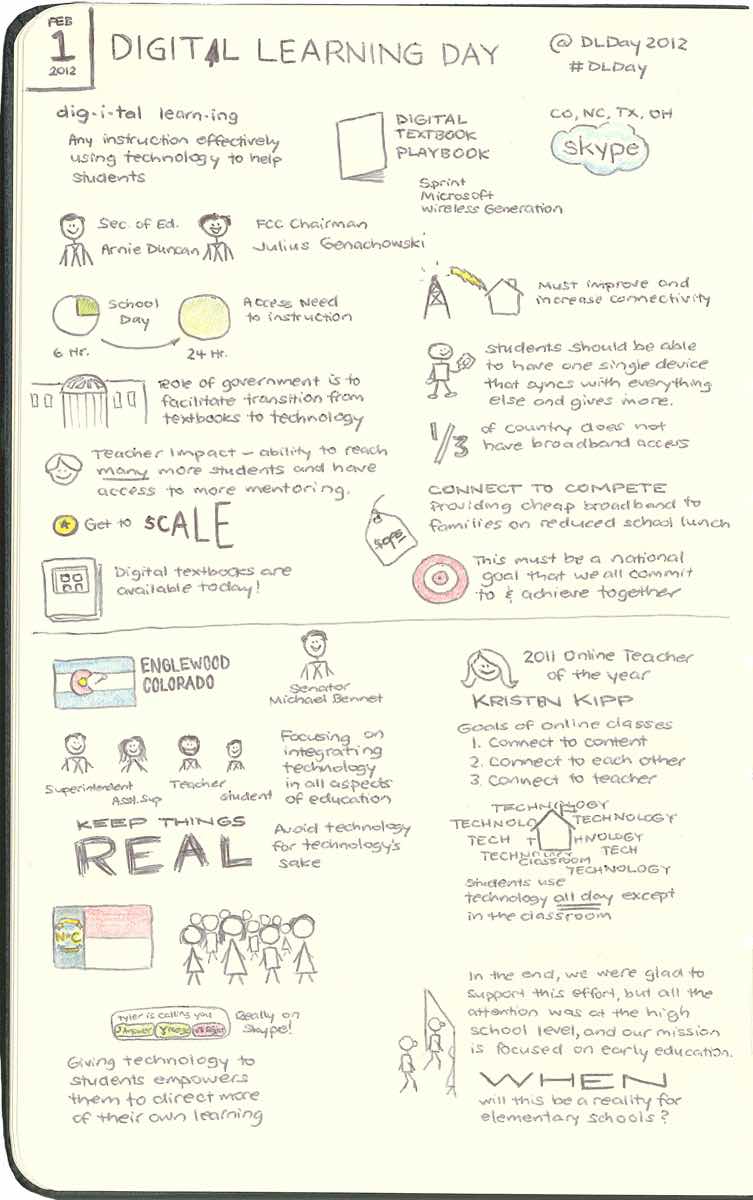 FEB
1
2012
DIGITAL LEARNING DAY
@DLDay2012
#DLDay
dig·i·tal learn·ing
Any instruction effectively
using technology to help
students
DIGITAL
TEXTBOOK
PLAYBOOK
Sprint
Microsoft
Wireless Generation
CO, NC, TX, OH
skype
Sec. of Ed.
Arnie Duncan
FCC Chairman
Julius Genachowski
School
Day
6 Hr.
24 Hr.
Access Need
to instruction
Role of government is to
facilitate transition from
textbooks to technology
Teacher Impact – ability to reach
many more students and have
access to more mentoring.
Get to SCALE
Digital textbooks are
available today!
Must improve and
increase connectivity
Students should be able
to have one single device
that syncs with everything
else and gives more.
1/3
of country does not
have broadband access
CONNECT TO COMPETE
Providing cheap broadband to
families on reduced school lunch
This must be a national
goal that we all commit
to & achieve together
ENGLEWOOD
COLORADO
Senator
Michael Bennet
Superintendent
Asst. Sup
Teacher
Student
Focusing on
integrating
technology
in all aspects
of education
KEEP THINGS
REAL
Avoid technology
for technology's
sake
N C
Tyler is calling you
Answer
Really on
Skype!
Giving technology to
students empowers
them to direct more
of their own learning
2011 Online Teacher
of the year
KRISTEN KIPP
Goals of online classes
1. Connect to content
2. Connect to each other
3. Connect to teacher
TECHNOLOGY
TECHNOLO
TECHNOLOGY
TECH T
HNOLOGY
TECH
classroom
TECHNOLOGY
Students use
technology all day except
in the classroom
In the end, we were glad to
support this effort, but all the
attention was at the high
school level, and our mission
is focused on early education.
WHEN
will this be a reality for
elementary schools?